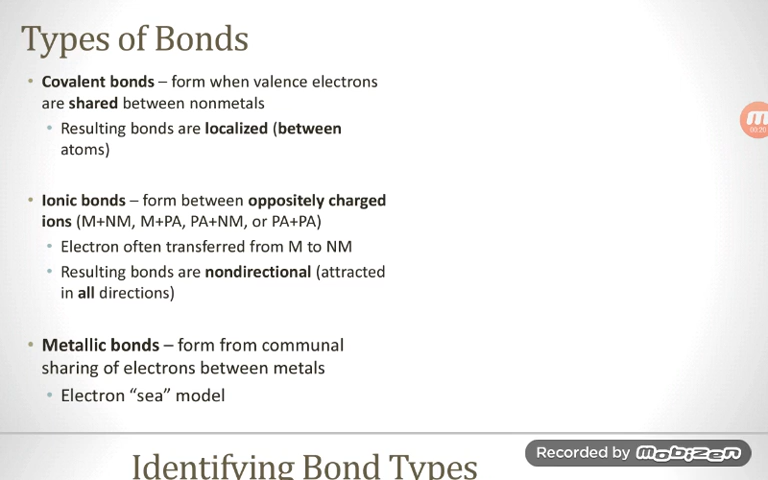 Types of Bonds
• Covalent bonds – form when valence electrons
are shared between nonmetals
• Resulting bonds are localized (between
atoms)
• Ionic bonds – form between oppositely charged
ions (M+NM, M+PA, PA+NM, or PA+PA)
• Electron often transferred from M to NM
• Resulting bonds are nondirectional (attracted
in all directions)
• Metallic bonds – form from communal
sharing of electrons between metals
• Electron “sea” model
00:20
Recorded by Mobizen
Identifying Bond Types